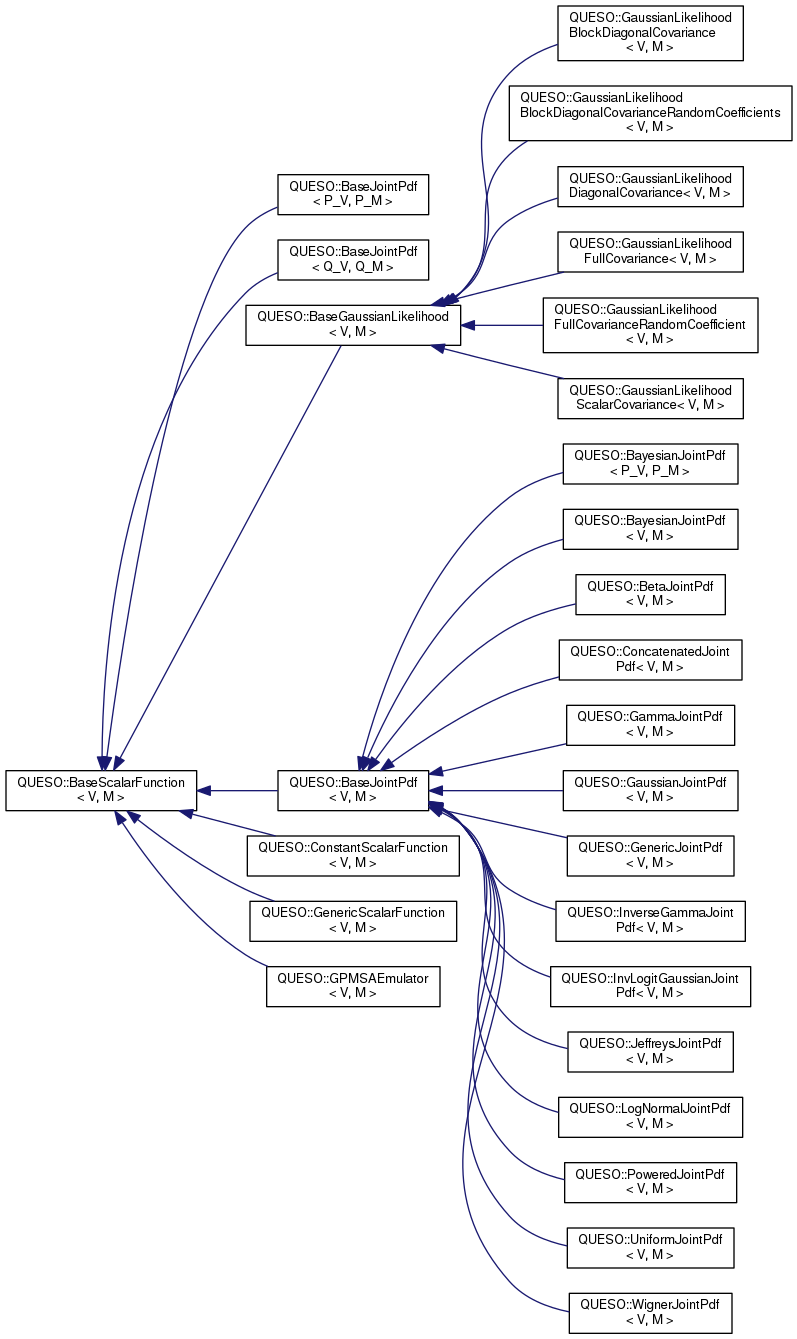 QUESO::GaussianLikelihood
BlockDiagonalCovariance
< V, M >
QUESO::GaussianLikelihood
BlockDiagonalCovarianceRandomCoefficients
< V, M >
QUESO::BaseJointPdf
< P_V, P_M >
QUESO::GaussianLikelihood
DiagonalCovariance< V, M >
QUESO::BaseJointPdf
< Q_V, Q_M >
QUESO::GaussianLikelihood
FullCovariance< V, M >
QUESO::BaseGaussianLikelihood
< V, M >
QUESO::GaussianLikelihood
FullCovarianceRandomCoefficient
< V, M >
QUESO::GaussianLikelihood
ScalarCovariance< V, M >
QUESO::BayesianJointPdf
< P_V, P_M >
QUESO::BayesianJointPdf
< V, M >
QUESO::BetaJointPdf
< V, M >
QUESO::ConcatenatedJoint
Pdf< V, M >
QUESO::GammaJointPdf
< V, M >
QUESO::BaseScalarFunction
< V, M >
QUESO::BaseJointPdf
< V, M >
QUESO::GaussianJointPdf
< V, M >
QUESO::ConstantScalarFunction
< V, M >
QUESO::GenericJointPdf
< V, M >
QUESO::GenericScalarFunction
< V, M >
QUESO::InverseGammaJoint
Pdf< V, M >
QUESO::GPMSAEmulator
< V, M >
QUESO::InvLogitGaussianJoint
Pdf< V, M >
QUESO::JeffreysJointPdf
< V, M >
QUESO::LogNormalJointPdf
< V, M >
QUESO::PoweredJointPdf
< V, M >
QUESO::UniformJointPdf
< V, M >
QUESO::WignerJointPdf
< V, M >